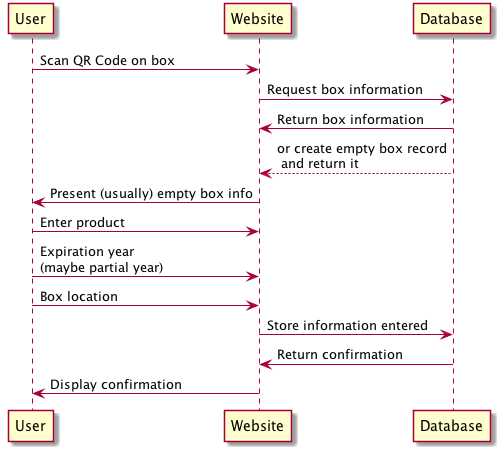 User Website Database
Scan QR Code on box
Request box information
Return box information
or create empty box record
and return it
Present (usually) empty box info
Enter product
Expiration year
(maybe partial year)
Box location
Store information entered
Return confirmation
Display confirmation
User Website Database